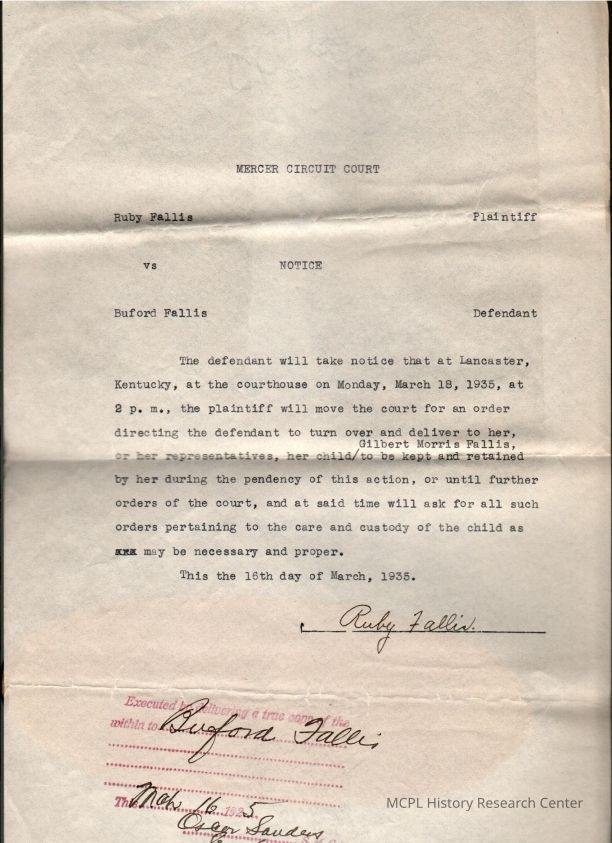 MERCER CIRCUIT COURT
Ruby Fallis Plaintiff
vs NOTICE
Buford Fallis Defendant
The defendant will take notice that at Lancaster,
Kentucky, at the courthouse on Monday, March 18, 1935, at
2 p. m., the plaintiff will move the court for an order
directing the defendant to turn over and deliver to her,
Gilbert Morris Fallis,
or her representatives, her child/to be kept and retained
by her during the pendency of this action, or until further
orders of the court, and at said time will ask for all such
orders pertaining to the care and custody of the child as
xxx may be necessary and proper.
This the 16th day of March, 1935.
Ruby Fallis.
Executed by delivering a true copy of the
within to Buford Fallis
This Mch. 16 1935
Oscar Sanders
MCPL History Research Center